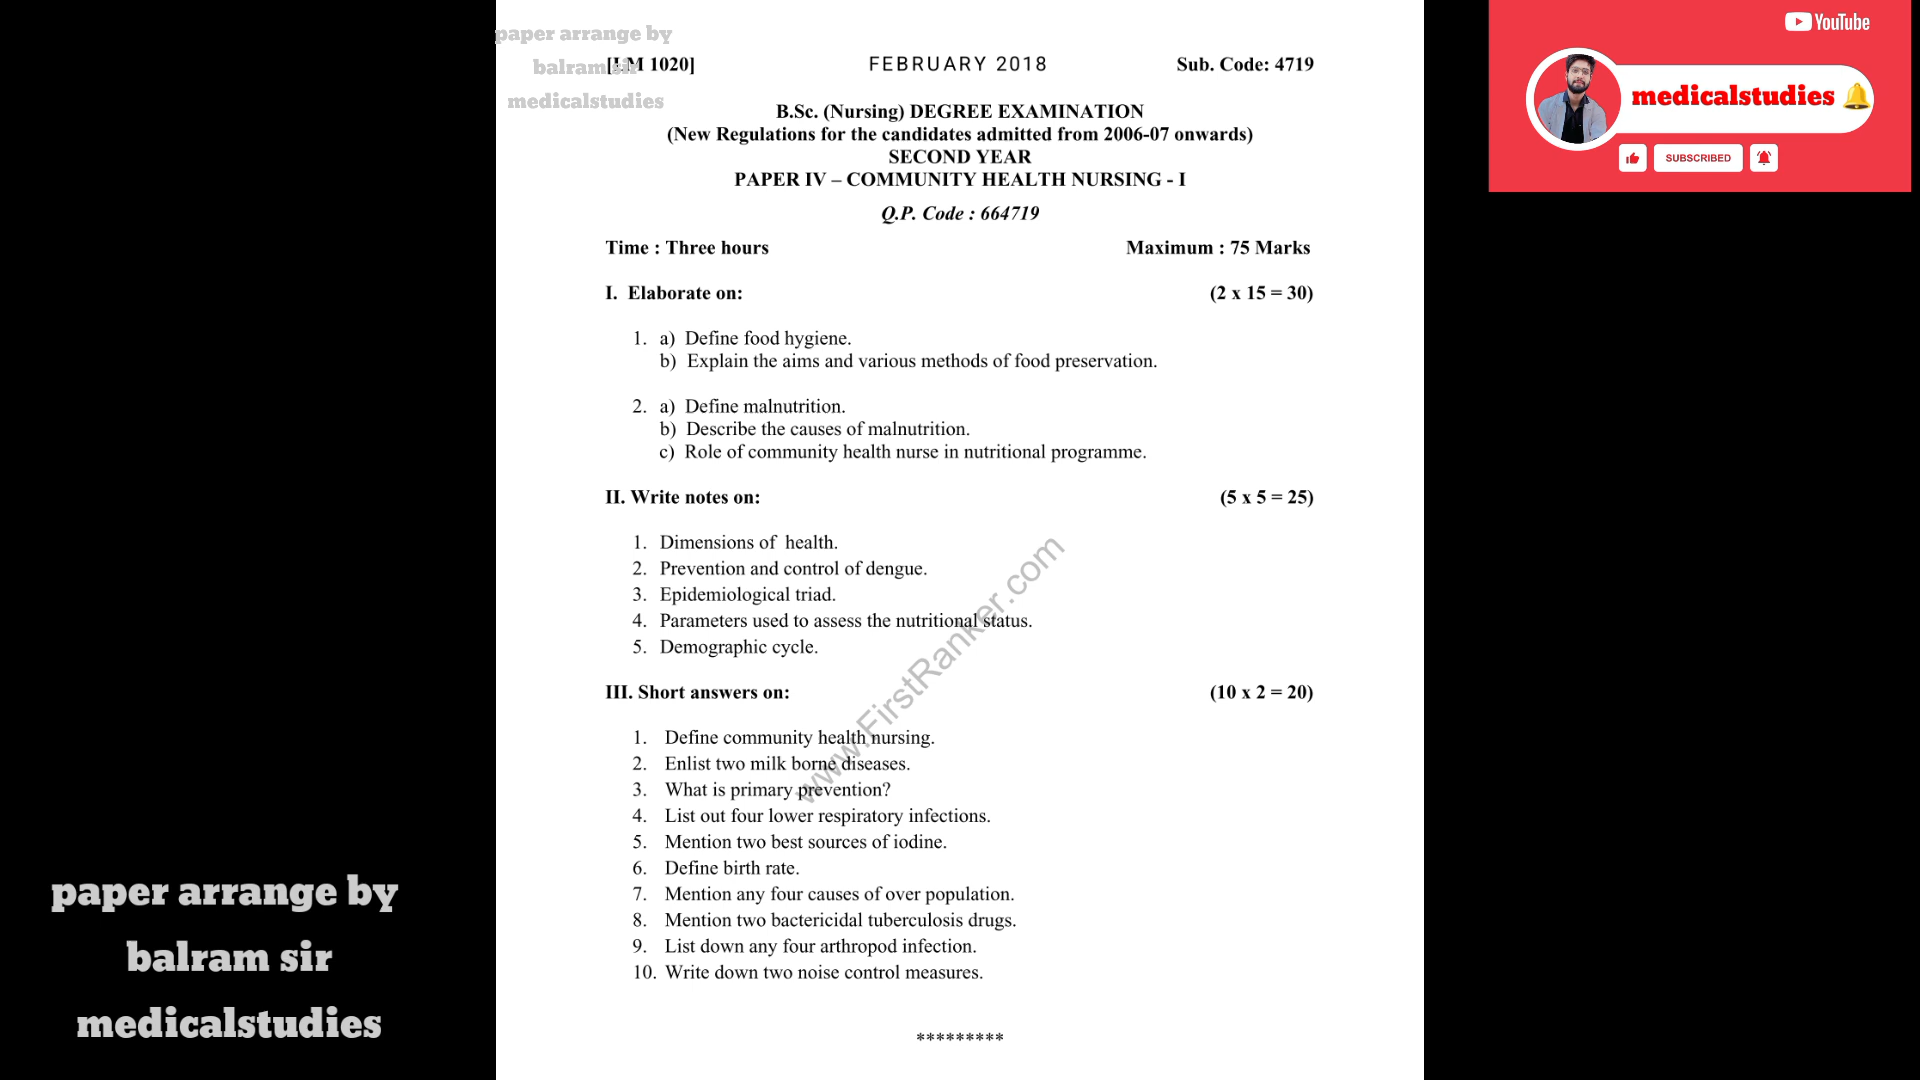 paper arrange by
balram sir
medicalstudies
[LM 1020] FEBRUARY 2018 Sub. Code: 4719
B.Sc. (Nursing) DEGREE EXAMINATION
(New Regulations for the candidates admitted from 2006-07 onwards)
SECOND YEAR
PAPER IV – COMMUNITY HEALTH NURSING - I
Q.P. Code : 664719
Time : Three hours Maximum : 75 Marks
I. Elaborate on: (2 x 15 = 30)
1. a) Define food hygiene.
b) Explain the aims and various methods of food preservation.
2. a) Define malnutrition.
b) Describe the causes of malnutrition.
c) Role of community health nurse in nutritional programme.
II. Write notes on: (5 x 5 = 25)
1. Dimensions of health.
2. Prevention and control of dengue.
3. Epidemiological triad.
4. Parameters used to assess the nutritional status.
5. Demographic cycle.
III. Short answers on: (10 x 2 = 20)
1. Define community health nursing.
2. Enlist two milk borne diseases.
3. What is primary prevention?
4. List out four lower respiratory infections.
5. Mention two best sources of iodine.
6. Define birth rate.
7. Mention any four causes of over population.
8. Mention two bactericidal tuberculosis drugs.
9. List down any four arthropod infection.
10. Write down two noise control measures.
*********
www.FirstRanker.com
YouTube
medicalstudies
SUBSCRIBED
paper arrange by
balram sir
medicalstudies